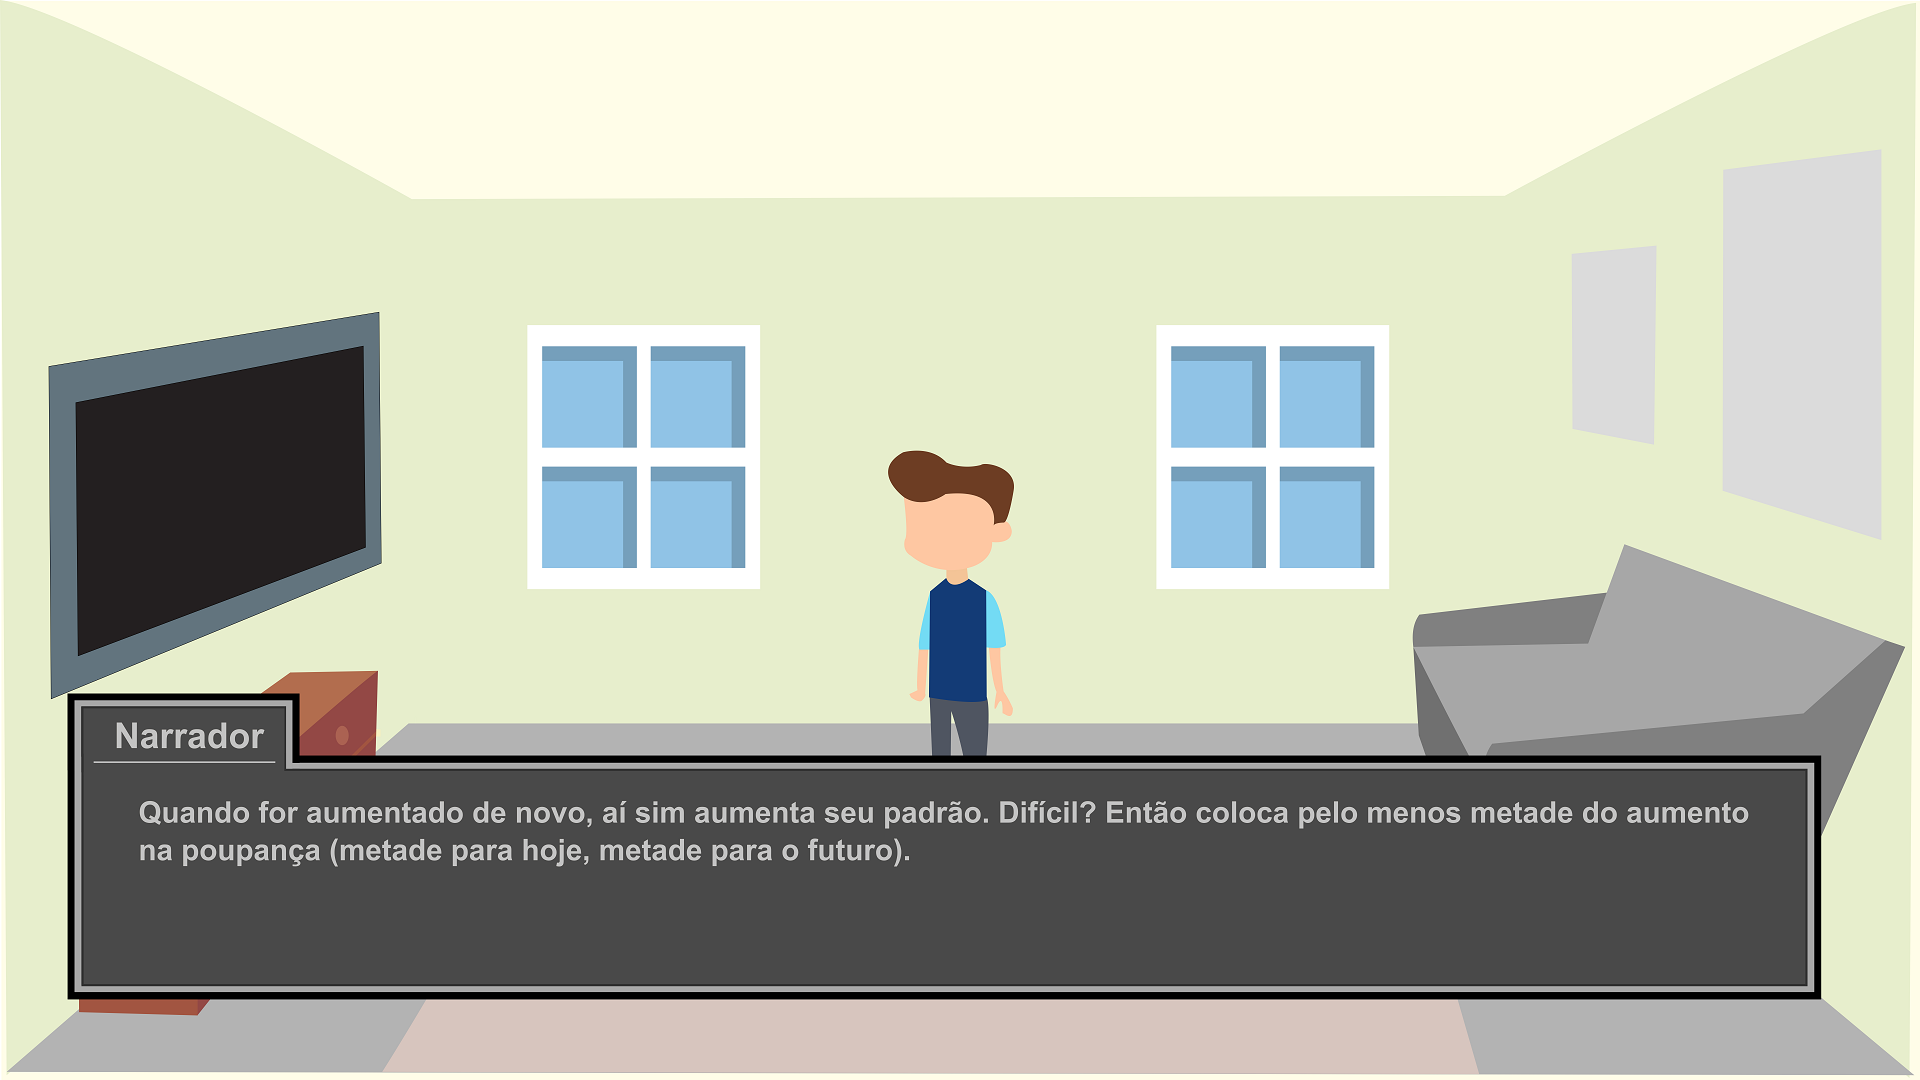 Narrador
Quando for aumentado de novo, aí sim aumenta seu padrão. Difícil? Então coloca pelo menos metade do aumento
na poupança (metade para hoje, metade para o futuro).